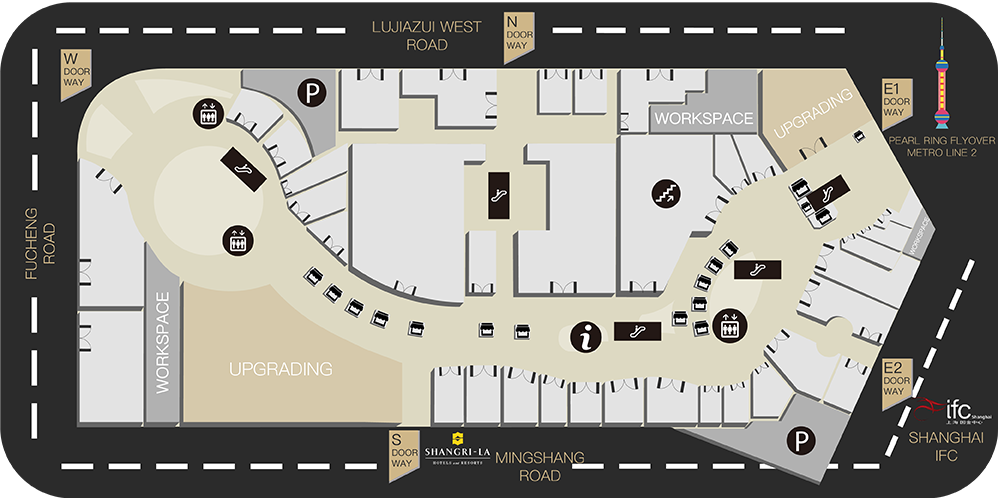 LUJIAZUI WEST
ROAD
N
DOOR
WAY
W
DOOR
WAY
P
E1
DOOR
WAY
WORKSPACE
UPGRADING
PEARL RING FLYOVER
METRO LINE 2
FUCHENG
ROAD
WORKSPACE
WORKSPACE
UPGRADING
i
E2
DOOR
WAY
ifc
Shanghai
上海国金中心
SHANGHAI
IFC
P
S
DOOR
WAY
SHANGRI-LA
HOTELS and RESORTS
MINGSHANG
ROAD